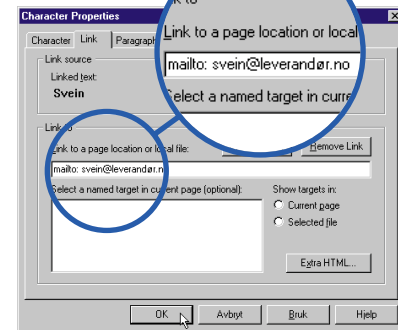 Character Properties
Character Link Paragraph
Link source
Linked text:
Svein
Link to
Link to a page location or local file:
Remove Link
mailto: svein@leverandør.n
Select a named target in current page (optional):
Show targets in:
Current page
Selected file
Extra HTML...
OK Avbryt Bruk Hjelp
Link to a page location or local
mailto: svein@leverandør.no
Select a named target in curre